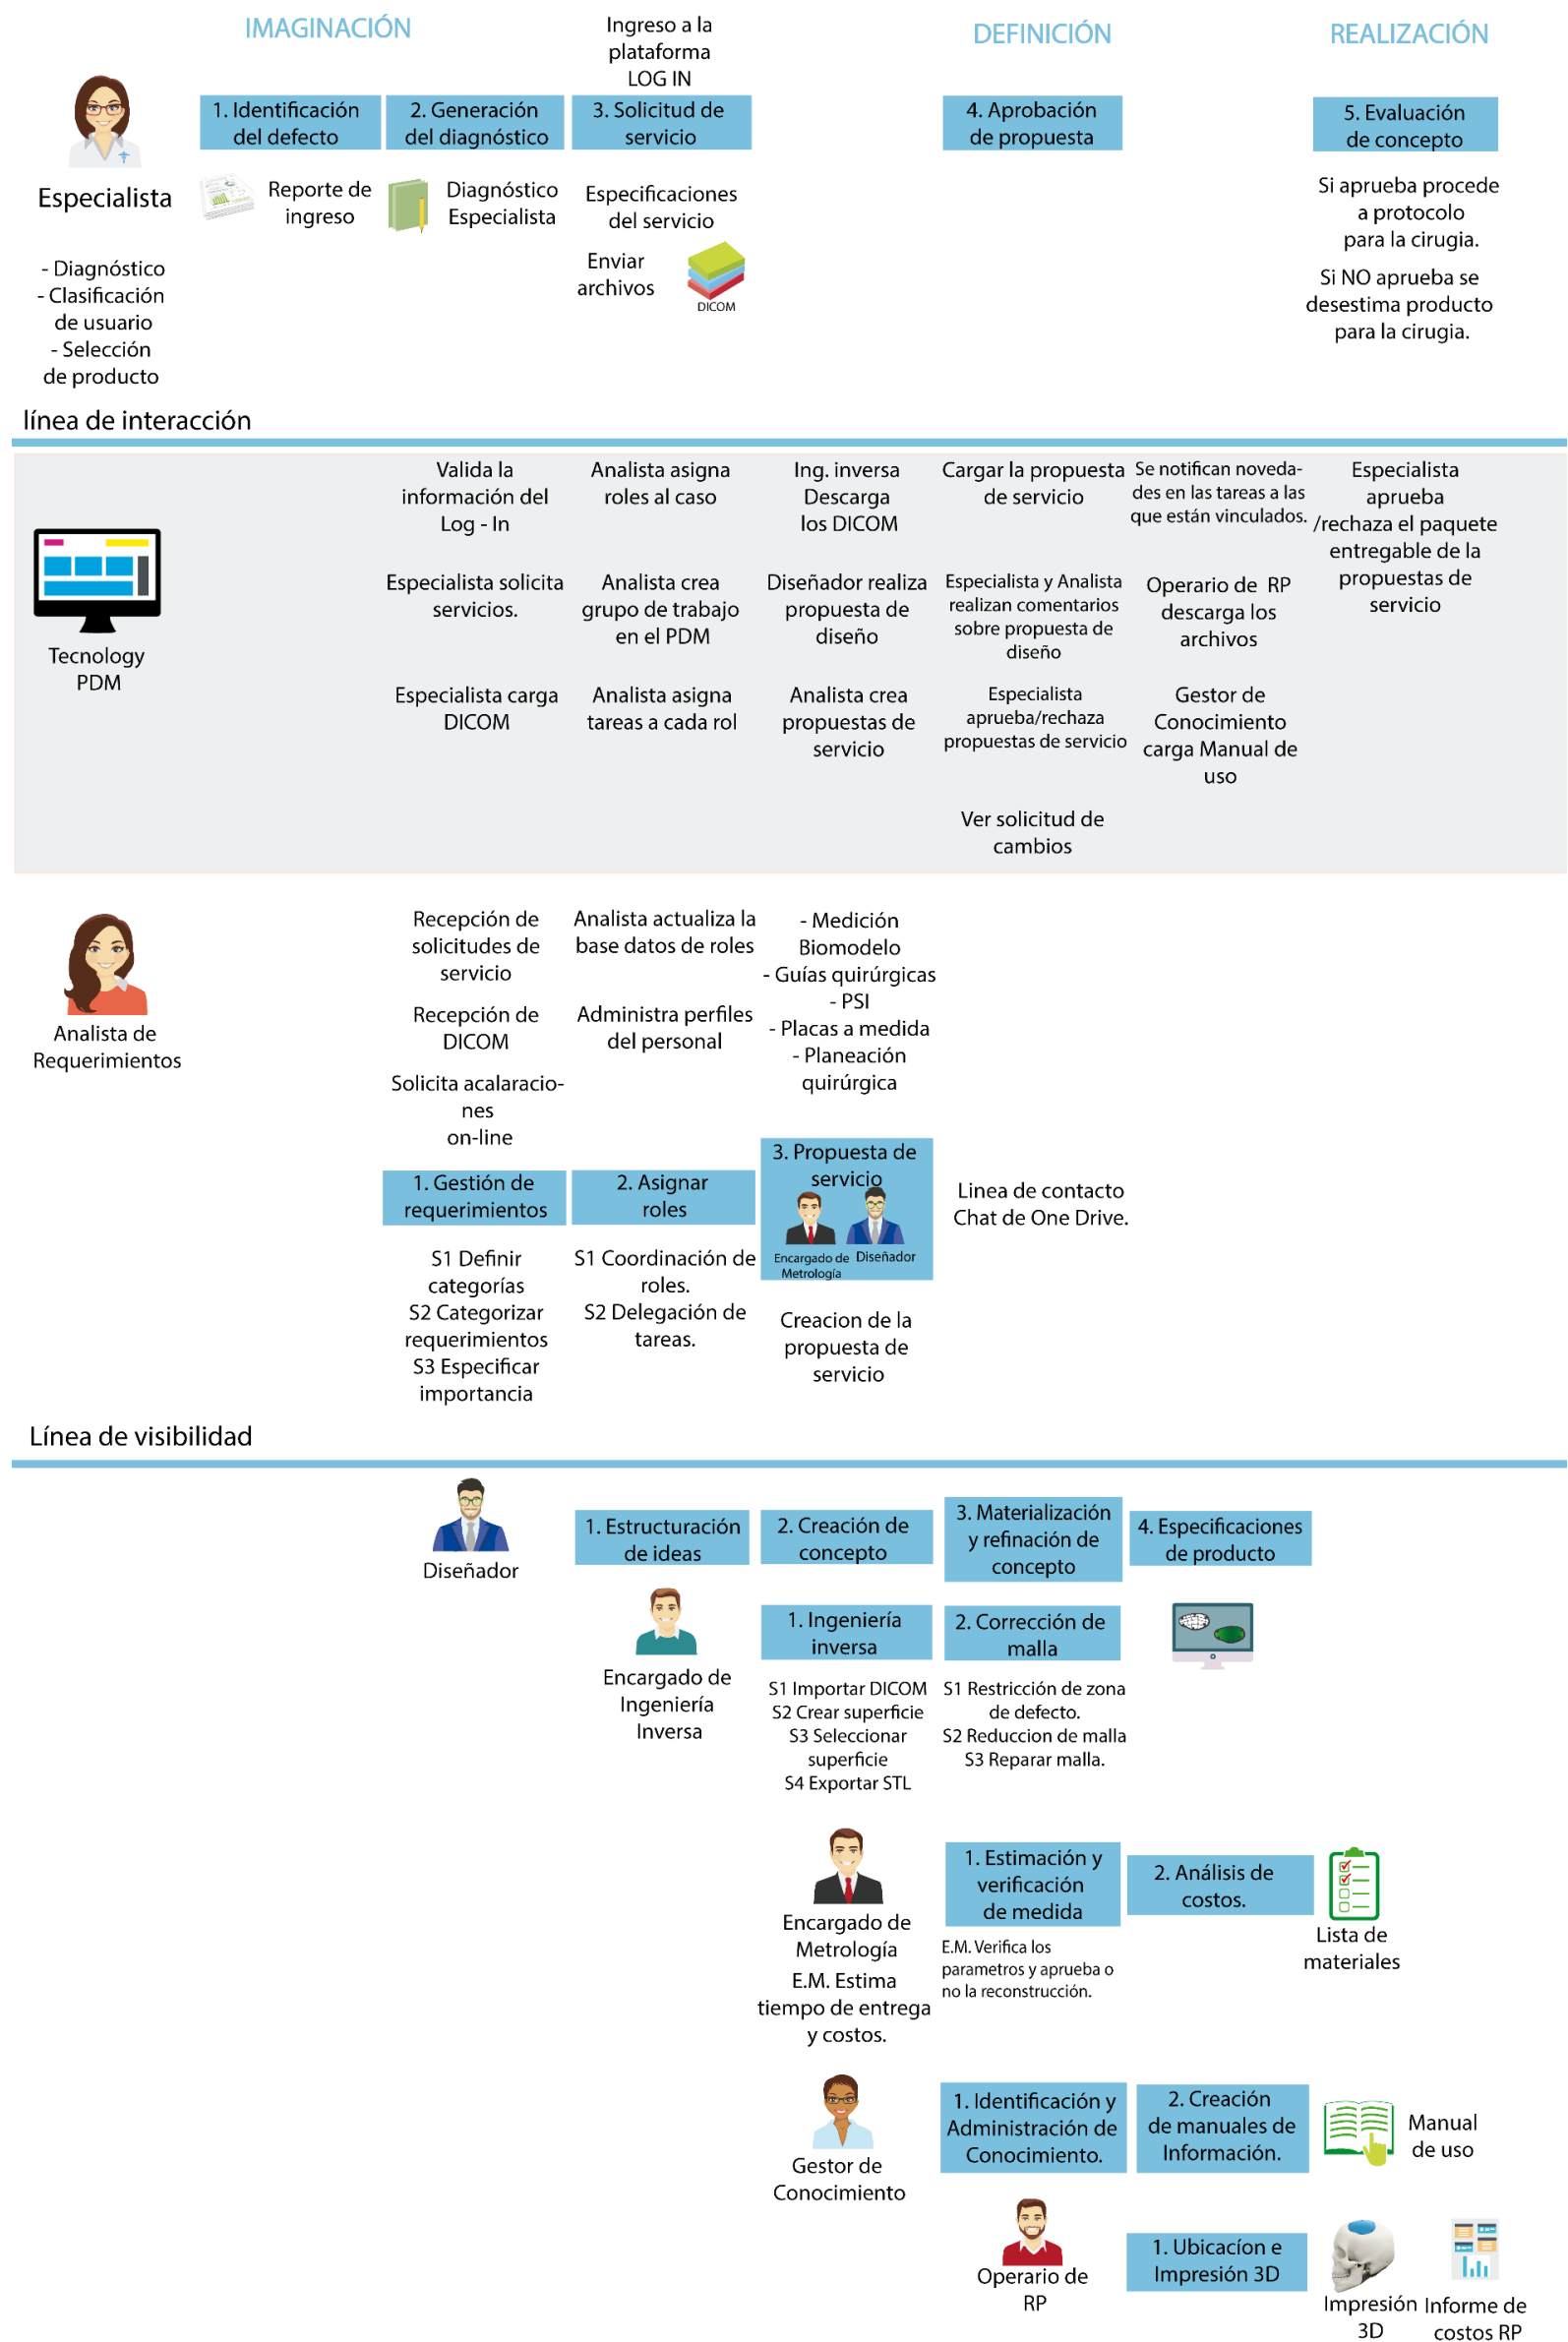 IMAGINACIÓN
Ingreso a la
plataforma
LOG IN
DEFINICIÓN
REALIZACIÓN
1. Identificación
del defecto
2. Generación
del diagnóstico
3. Solicitud de
servicio
4. Aprobación
de propuesta
5. Evaluación
de concepto
Especialista
Reporte de
ingreso
Diagnóstico
Especialista
Especificaciones
del servicio
Enviar
archivos
DICOM
Si aprueba procede
a protocolo
para la cirugia.
Si NO aprueba se
desestima producto
para la cirugia.
- Diagnóstico
- Clasificación
de usuario
- Selección
de producto
línea de interacción
Tecnology
PDM
Valida la
información del
Log - In
Especialista solicita
servicios.
Especialista carga
DICOM
Analista asigna
roles al caso
Analista crea
grupo de trabajo
en el PDM
Analista asigna
tareas a cada rol
Ing. inversa
Descarga
los DICOM
Diseñador realiza
propuesta de
diseño
Analista crea
propuestas de
servicio
Cargar la propuesta
de servicio
Especialista y Analista
realizan comentarios
sobre propuesta de
diseño
Especialista
aprueba/rechaza
propuestas de servicio
Ver solicitud de
cambios
Se notifican noveda-
des en las tareas a las
que están vinculados.
Operario de RP
descarga los
archivos
Gestor de
Conocimiento
carga Manual de
uso
Especialista
aprueba
/rechaza el paquete
entregable de la
propuestas de
servicio
Analista de
Requerimientos
Recepción de
solicitudes de
servicio
Recepción de
DICOM
Solicita acalaracio-
nes
on-line
1. Gestión de
requerimientos
S1 Definir
categorías
S2 Categorizar
requerimientos
S3 Especificar
importancia
Analista actualiza la
base datos de roles
Administra perfiles
del personal
2. Asignar
roles
S1 Coordinación de
roles.
S2 Delegación de
tareas.
- Medición
Biomodelo
- Guías quirúrgicas
- PSI
- Placas a medida
- Planeación
quirúrgica
3. Propuesta de
servicio
Encargado de
Metrología
Diseñador
Creacion de la
propuesta de
servicio
Linea de contacto
Chat de One Drive.
Línea de visibilidad
Diseñador
1. Estructuración
de ideas
2. Creación de
concepto
3. Materialización
y refinación de
concepto
4. Especificaciones
de producto
Encargado de
Ingeniería
Inversa
1. Ingeniería
inversa
S1 Importar DICOM
S2 Crear superficie
S3 Seleccionar
superficie
S4 Exportar STL
2. Corrección de
malla
S1 Restricción de zona
de defecto.
S2 Reduccion de malla
S3 Reparar malla.
Encargado de
Metrología
E.M. Estima
tiempo de entrega
y costos.
1. Estimación y
verificación
de medida
E.M. Verifica los
parametros y aprueba o
no la reconstrucción.
2. Análisis de
costos.
Lista de
materiales
Gestor de
Conocimiento
1. Identificación y
Administración de
Conocimiento.
2. Creación
de manuales de
Información.
Manual
de uso
Operario de
RP
1. Ubicacíon e
Impresión 3D
Impresión
3D
Informe de
costos RP